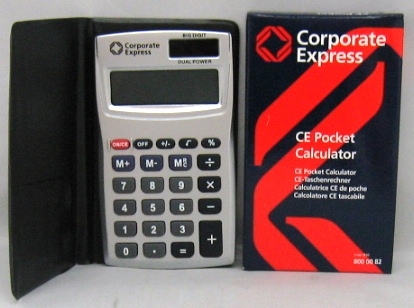 BIG DIGIT
Corporate
Express
DUAL POWER
ON/CE OFF +/- √ %
M+ M- MRC ÷
7 8 9 ×
4 5 6 -
1 2 3 +
0 · =
Corporate
Express
CE Pocket
Calculator
CE Pocket Calculator
CE-Taschenrechner
Calculatrice CE de poche
Calcolatore CE tascabile
800 00 82